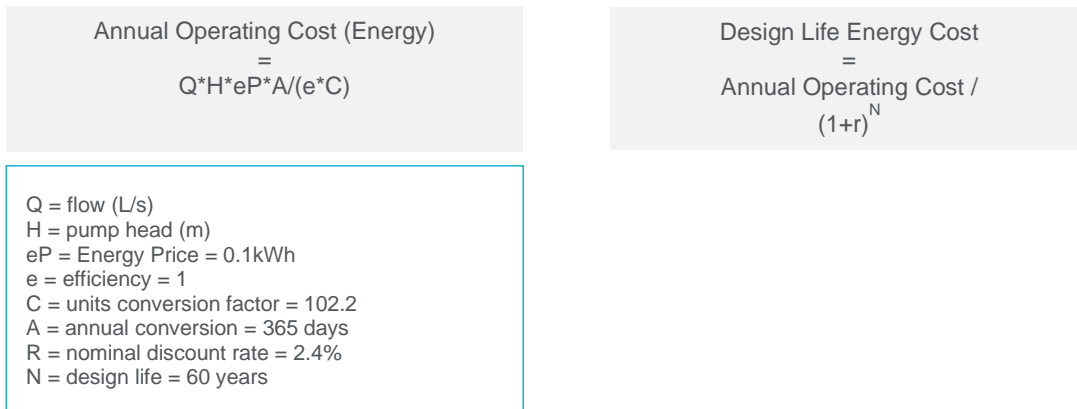 Annual Operating Cost (Energy)
=
Q*H*eP*A/(e*C)
Design Life Energy Cost
=
Annual Operating Cost /
(1+r)^N
Q = flow (L/s)
H = pump head (m)
eP = Energy Price = 0.1kWh
e = efficiency = 1
C = units conversion factor = 102.2
A = annual conversion = 365 days
R = nominal discount rate = 2.4%
N = design life = 60 years